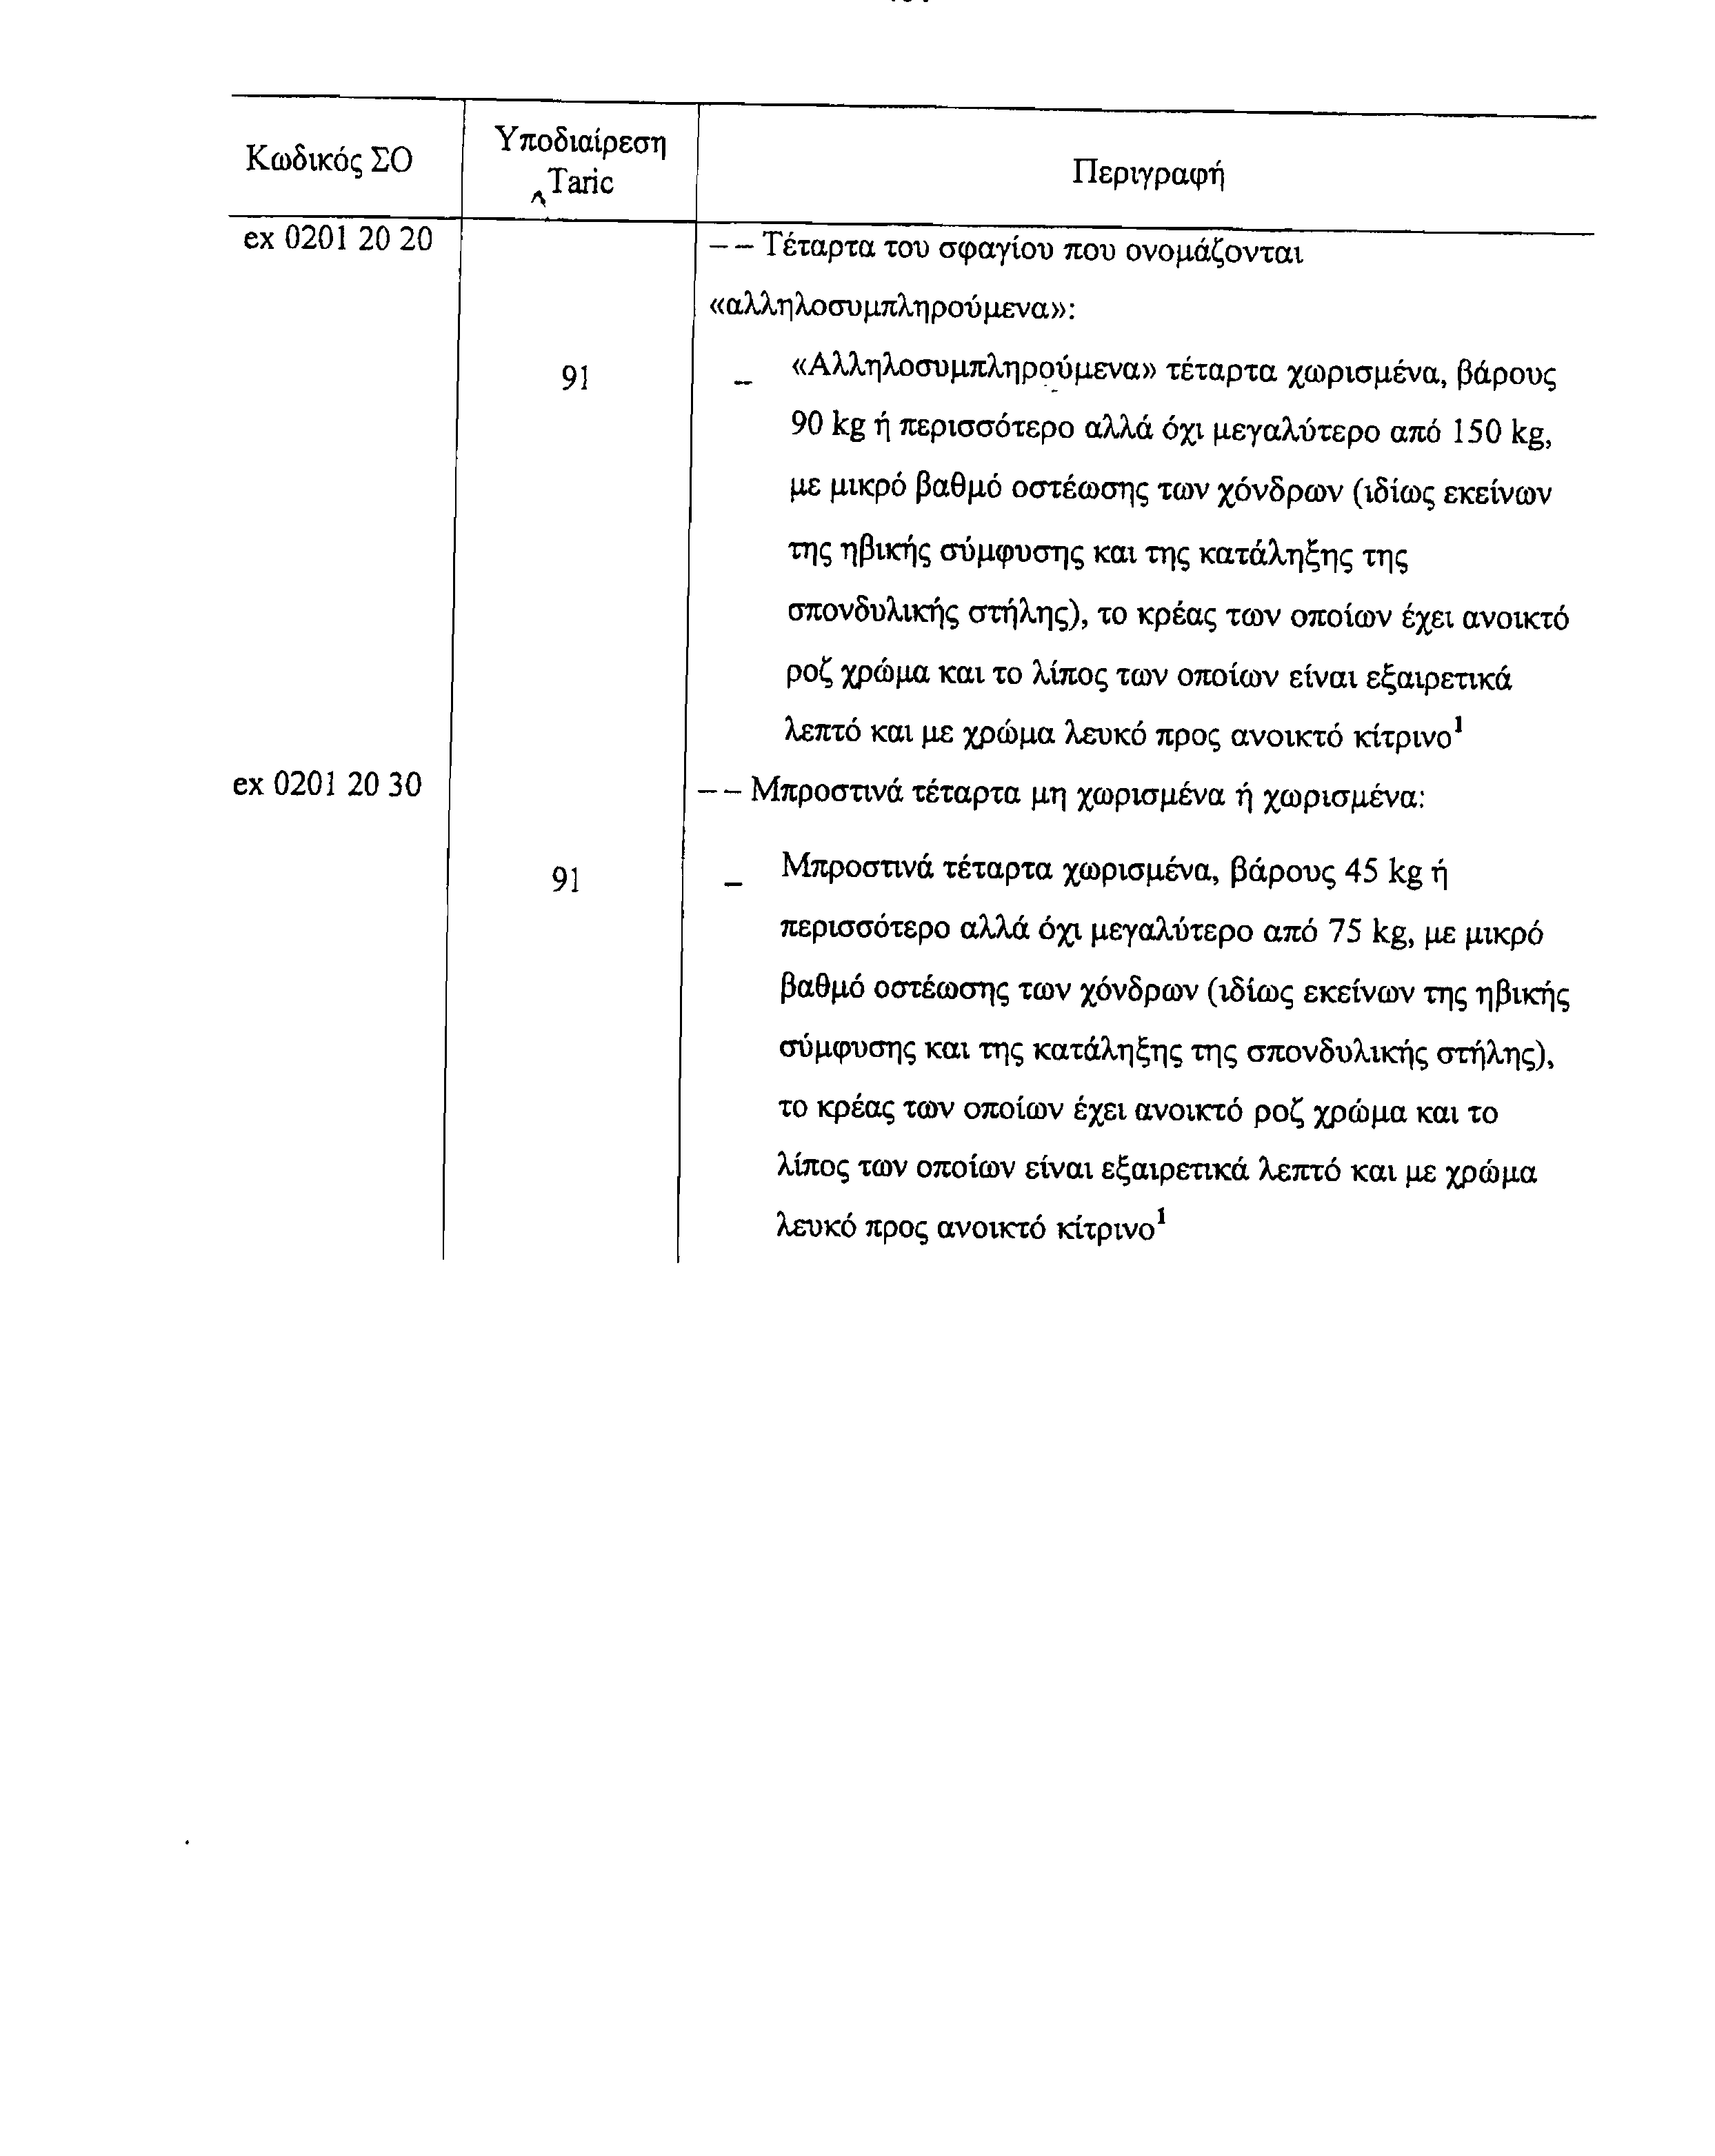 Κωδικός ΣΟ
Υποδιαίρεση
Taric
Περιγραφή
ex 0201 20 20
– – Τέταρτα του σφαγίου που ονομάζονται
«αλληλοσυμπληρούμενα»:
91
– «Αλληλοσυμπληρούμενα» τέταρτα χωρισμένα, βάρους
90 kg ή περισσότερο αλλά όχι μεγαλύτερο από 150 kg,
με μικρό βαθμό οστέωσης των χόνδρων (ιδίως εκείνων
της ηβικής σύμφυσης και της κατάληξης της
σπονδυλικής στήλης), το κρέας των οποίων έχει ανοικτό
ροζ χρώμα και το λίπος των οποίων είναι εξαιρετικά
λεπτό και με χρώμα λευκό προς ανοικτό κίτρινο¹
ex 0201 20 30
– – Μπροστινά τέταρτα μη χωρισμένα ή χωρισμένα:
91
– Μπροστινά τέταρτα χωρισμένα, βάρους 45 kg ή
περισσότερο αλλά όχι μεγαλύτερο από 75 kg, με μικρό
βαθμό οστέωσης των χόνδρων (ιδίως εκείνων της ηβικής
σύμφυσης και της κατάληξης της σπονδυλικής στήλης),
το κρέας των οποίων έχει ανοικτό ροζ χρώμα και το
λίπος των οποίων είναι εξαιρετικά λεπτό και με χρώμα
λευκό προς ανοικτό κίτρινο¹